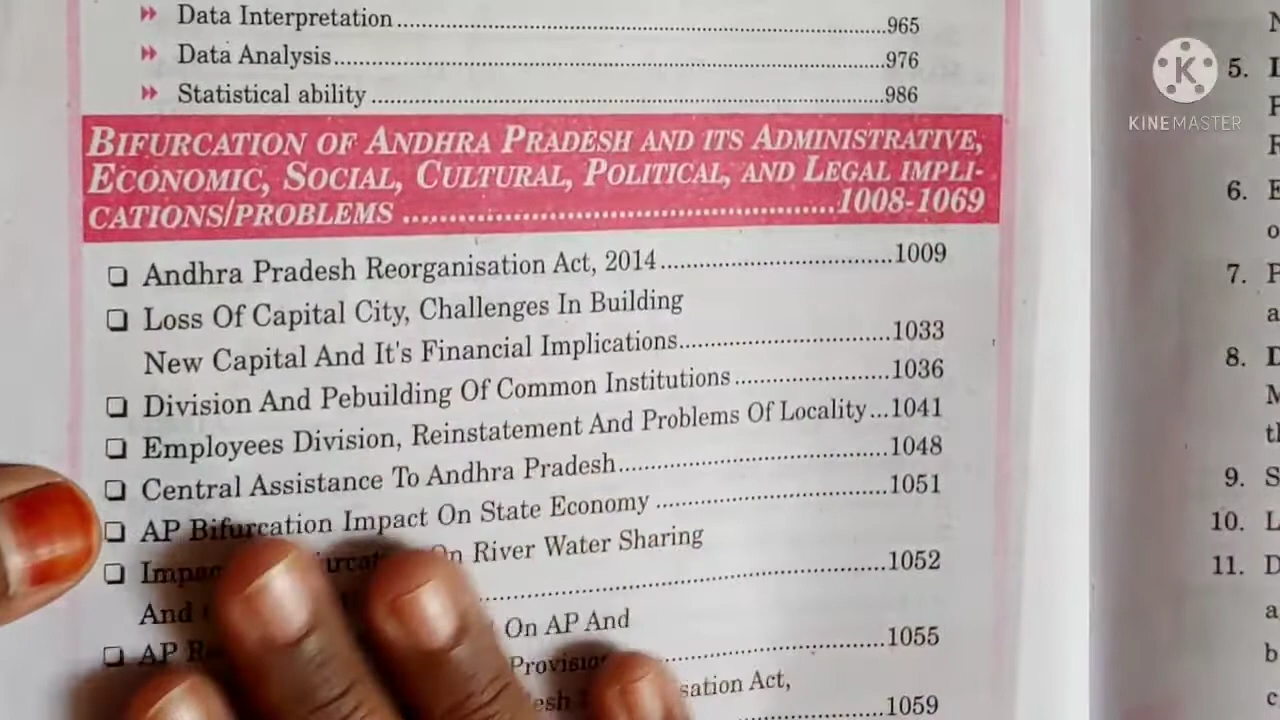 Data Interpretation 965
Data Analysis 976
Statistical ability 986
BIFURCATION OF ANDHRA PRADESH AND ITS ADMINISTRATIVE,
ECONOMIC, SOCIAL, CULTURAL, POLITICAL, AND LEGAL IMPLI-
CATIONS/PROBLEMS 1008-1069
Andhra Pradesh Reorganisation Act, 2014 1009
Loss Of Capital City, Challenges In Building
New Capital And It's Financial Implications 1033
Division And Pebuilding Of Common Institutions 1036
Employees Division, Reinstatement And Problems Of Locality 1041
Central Assistance To Andhra Pradesh 1048
AP Bifurcation Impact On State Economy 1051
On River Water Sharing
And 1052
AP On AP And
1055
Act,
1059
5.
6.
7.
8.
9.
10.
11.
KINEMASTER